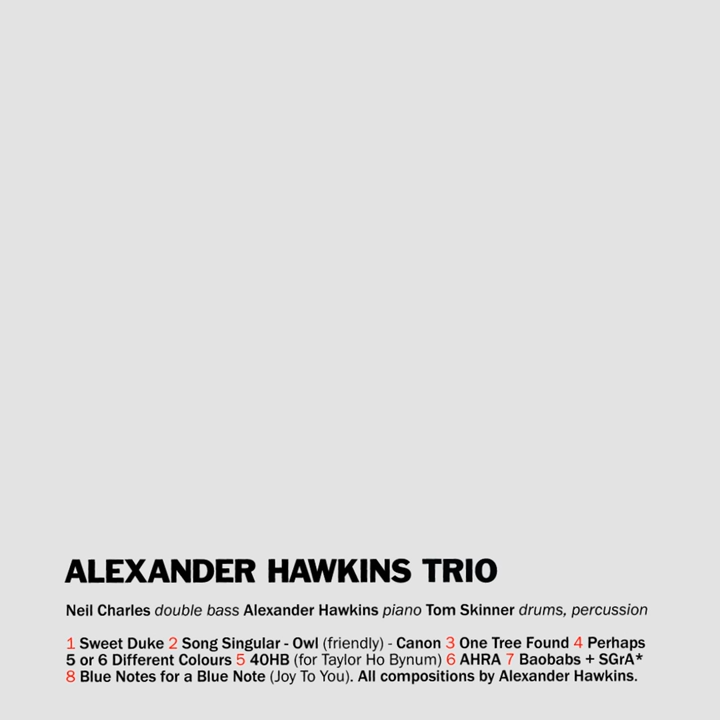 ALEXANDER HAWKINS TRIO
Neil Charles double bass Alexander Hawkins piano Tom Skinner drums, percussion
1 Sweet Duke 2 Song Singular - Owl (friendly) - Canon 3 One Tree Found 4 Perhaps
5 or 6 Different Colours 5 40HB (for Taylor Ho Bynum) 6 AHRA 7 Baobabs + SGrA*
8 Blue Notes for a Blue Note (Joy To You). All compositions by Alexander Hawkins.